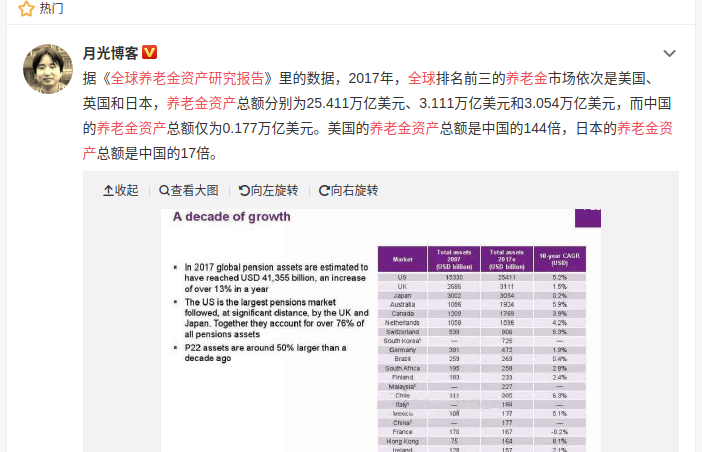 热门
月光博客
据《全球养老金资产研究报告》里的数据，2017年，全球排名前三的养老金市场依次是美国、
英国和日本，养老金资产总额分别为25.411万亿美元、3.111万亿美元和3.054万亿美元，而中国
的养老金资产总额仅为0.177万亿美元。美国的养老金资产总额是中国的144倍，日本的养老金资
产总额是中国的17倍。
收起 查看大图 向左旋转 向右旋转
A decade of growth
▪ In 2017 global pension assets are estimated to
have reached USD 41,355 billion, an increase
of over 13% in a year
▪ The US is the largest pensions market
followed, at significant distance, by the UK and
Japan. Together they account for over 76% of
all pensions assets
▪ P22 assets are around 50% larger than a
decade ago
Market Total assets 2007 (USD billion) Total assets 2017e (USD billion) 10-year CAGR (USD)
US 15330 25411 5.2%
UK 2686 3111 1.5%
Japan 3002 3054 0.2%
Australia 1086 1924 5.9%
Canada 1209 1769 3.9%
Netherlands 1058 1598 4.2%
Switzerland 539 906 5.3%
South Korea — 725 —
Germany 391 472 1.9%
Brazil 259 269 0.4%
South Africa 195 258 2.8%
Finland 183 233 2.4%
Malaysia — 227 —
Chile 111 205 6.3%
Italy — 184 —
Mexico 108 177 5.1%
China — 177 —
France 170 167 -0.2%
Hong Kong 75 164 8.1%
Ireland 128 157 2.1%